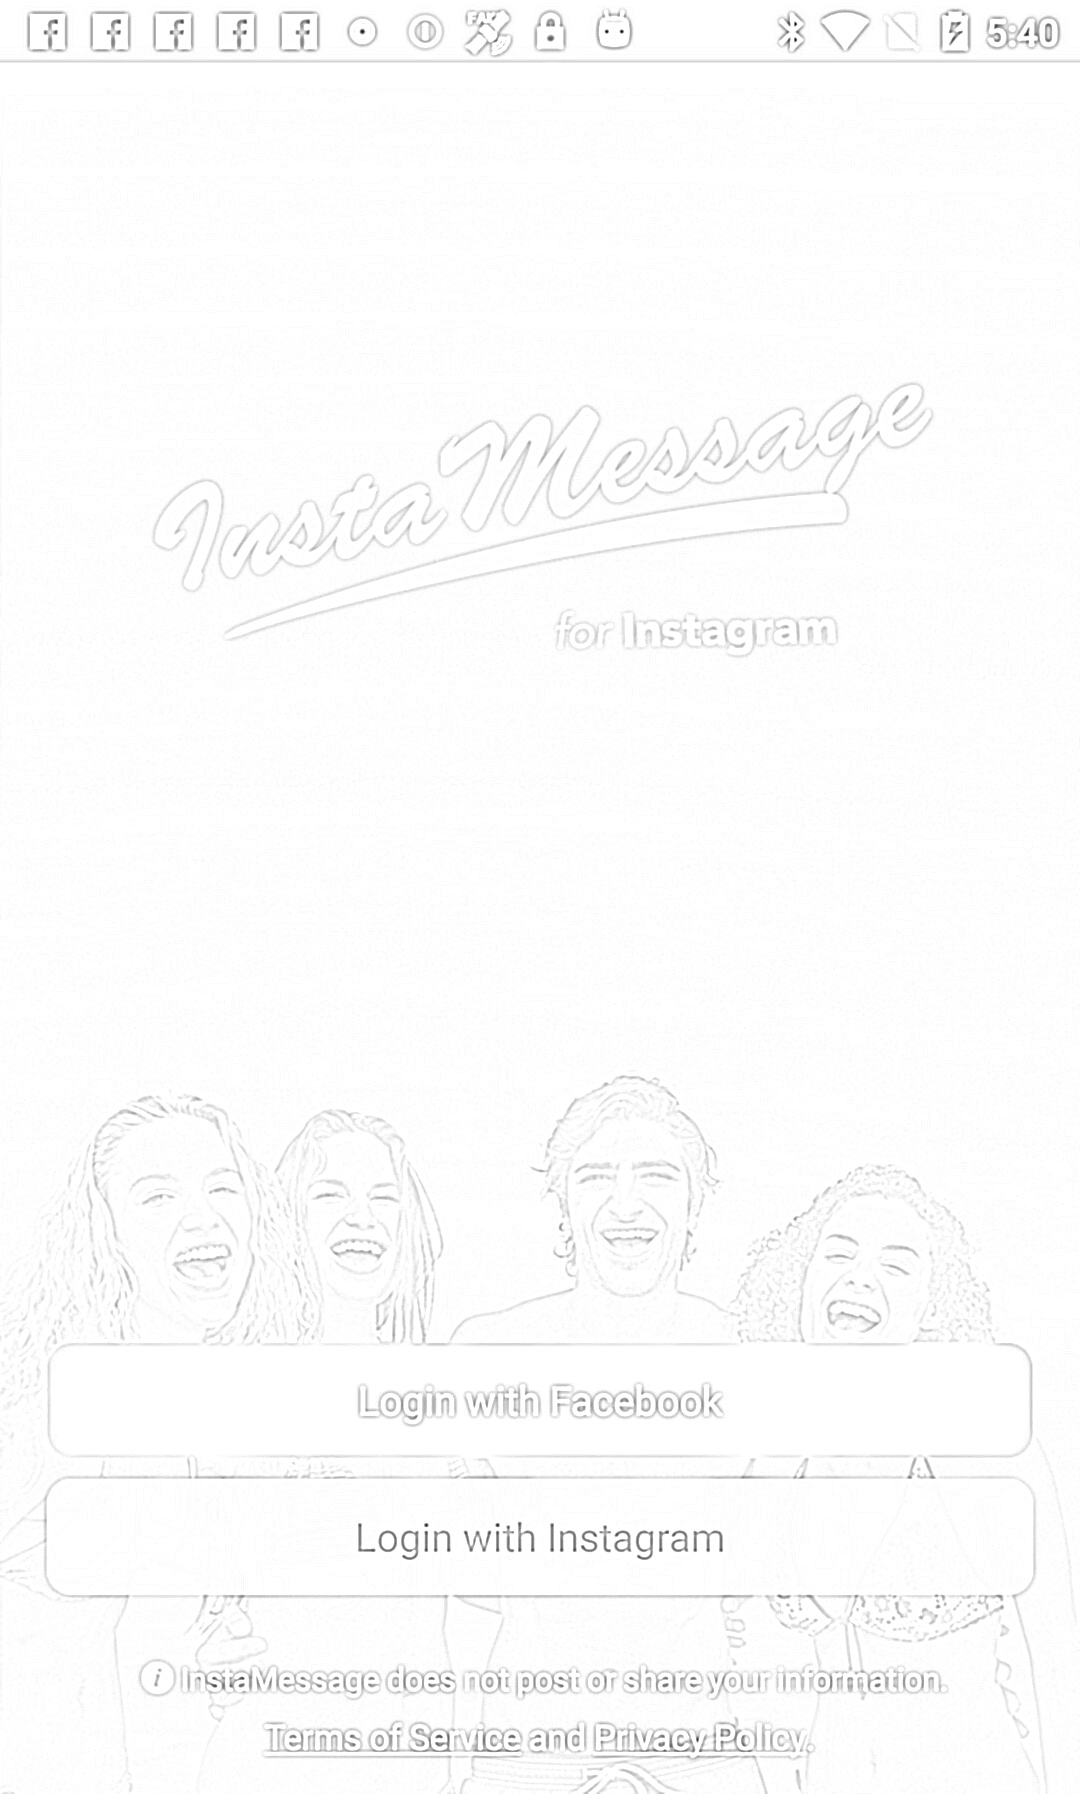 5:40
InstaMessage
for Instagram
Login with Facebook
Login with Instagram
InstaMessage does not post or share your information.
Terms of Service and Privacy Policy.